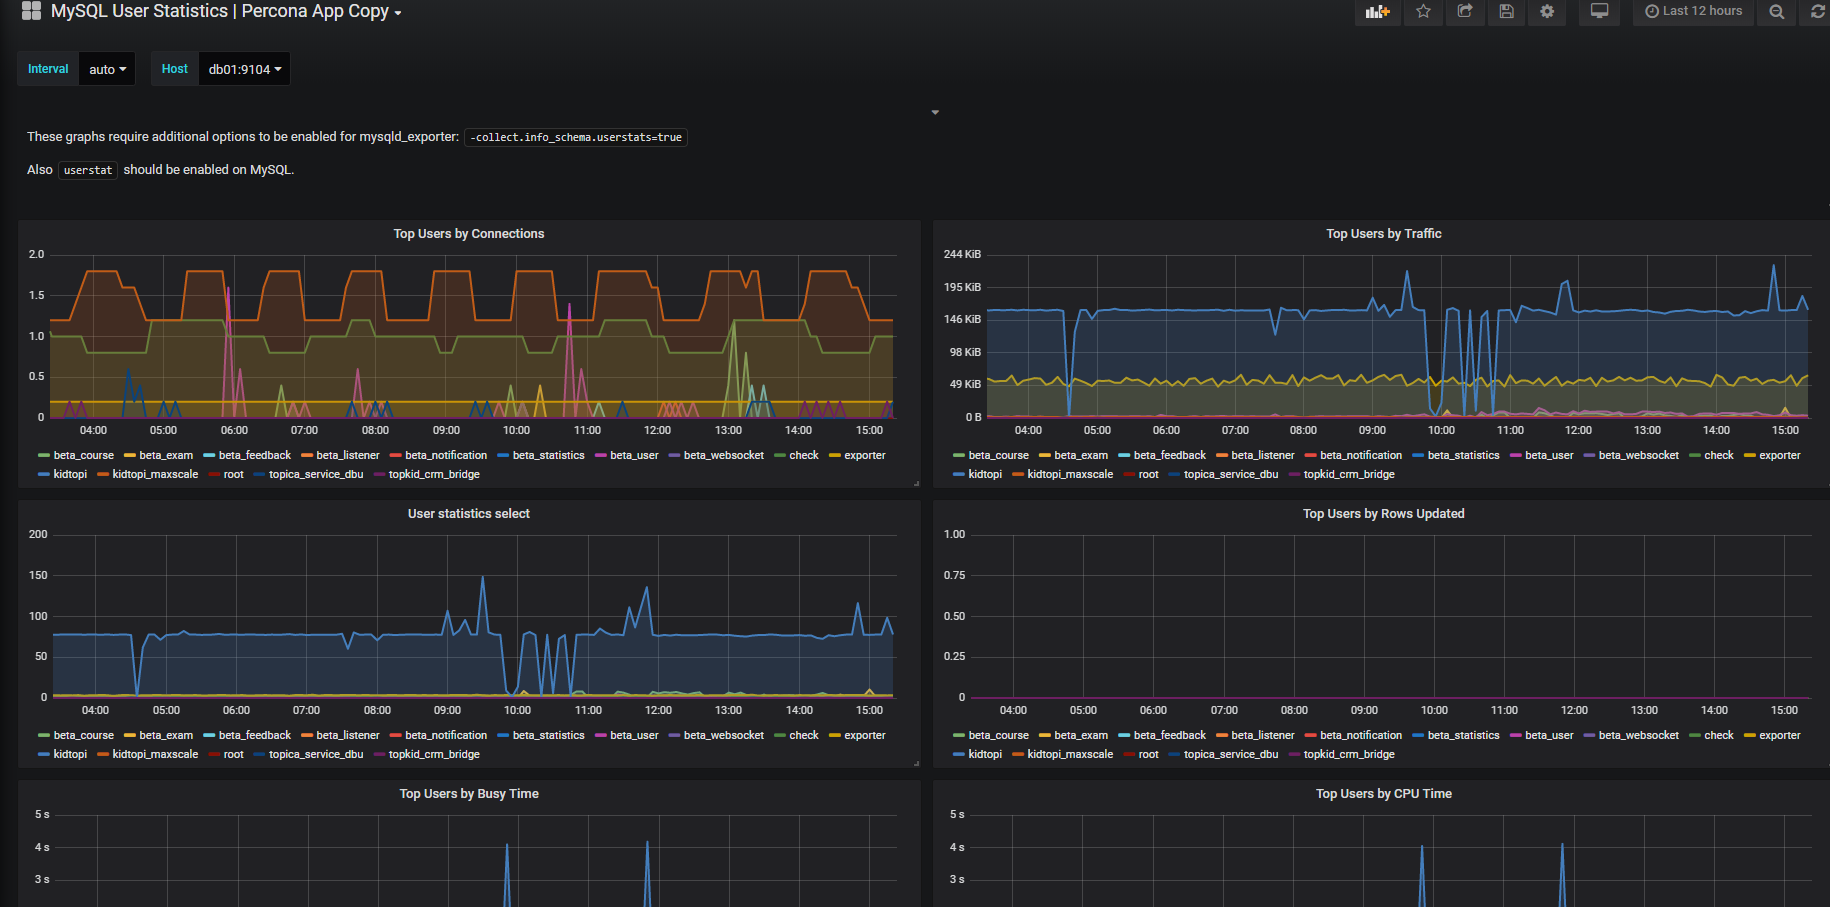 MySQL User Statistics | Percona App Copy
Last 12 hours
Interval auto Host db01:9104
These graphs require additional options to be enabled for mysqld_exporter: -collect.info_schema.userstats=true
Also userstat should be enabled on MySQL.
Top Users by Connections
2.0
1.5
1.0
0.5
0
04:00 05:00 06:00 07:00 08:00 09:00 10:00 11:00 12:00 13:00 14:00 15:00
beta_course beta_exam beta_feedback beta_listener beta_notification beta_statistics beta_user beta_websocket check exporter
kidtopi kidtopi_maxscale root topica_service_dbu topkid_crm_bridge
Top Users by Traffic
244 KiB
195 KiB
146 KiB
98 KiB
49 KiB
0 B
04:00 05:00 06:00 07:00 08:00 09:00 10:00 11:00 12:00 13:00 14:00 15:00
beta_course beta_exam beta_feedback beta_listener beta_notification beta_statistics beta_user beta_websocket check exporter
kidtopi kidtopi_maxscale root topica_service_dbu topkid_crm_bridge
User statistics select
200
150
100
50
0
04:00 05:00 06:00 07:00 08:00 09:00 10:00 11:00 12:00 13:00 14:00 15:00
beta_course beta_exam beta_feedback beta_listener beta_notification beta_statistics beta_user beta_websocket check exporter
kidtopi kidtopi_maxscale root topica_service_dbu topkid_crm_bridge
Top Users by Rows Updated
1.00
0.75
0.50
0.25
0
04:00 05:00 06:00 07:00 08:00 09:00 10:00 11:00 12:00 13:00 14:00 15:00
beta_course beta_exam beta_feedback beta_listener beta_notification beta_statistics beta_user beta_websocket check exporter
kidtopi kidtopi_maxscale root topica_service_dbu topkid_crm_bridge
Top Users by Busy Time
5 s
4 s
3 s
Top Users by CPU Time
5 s
4 s
3 s